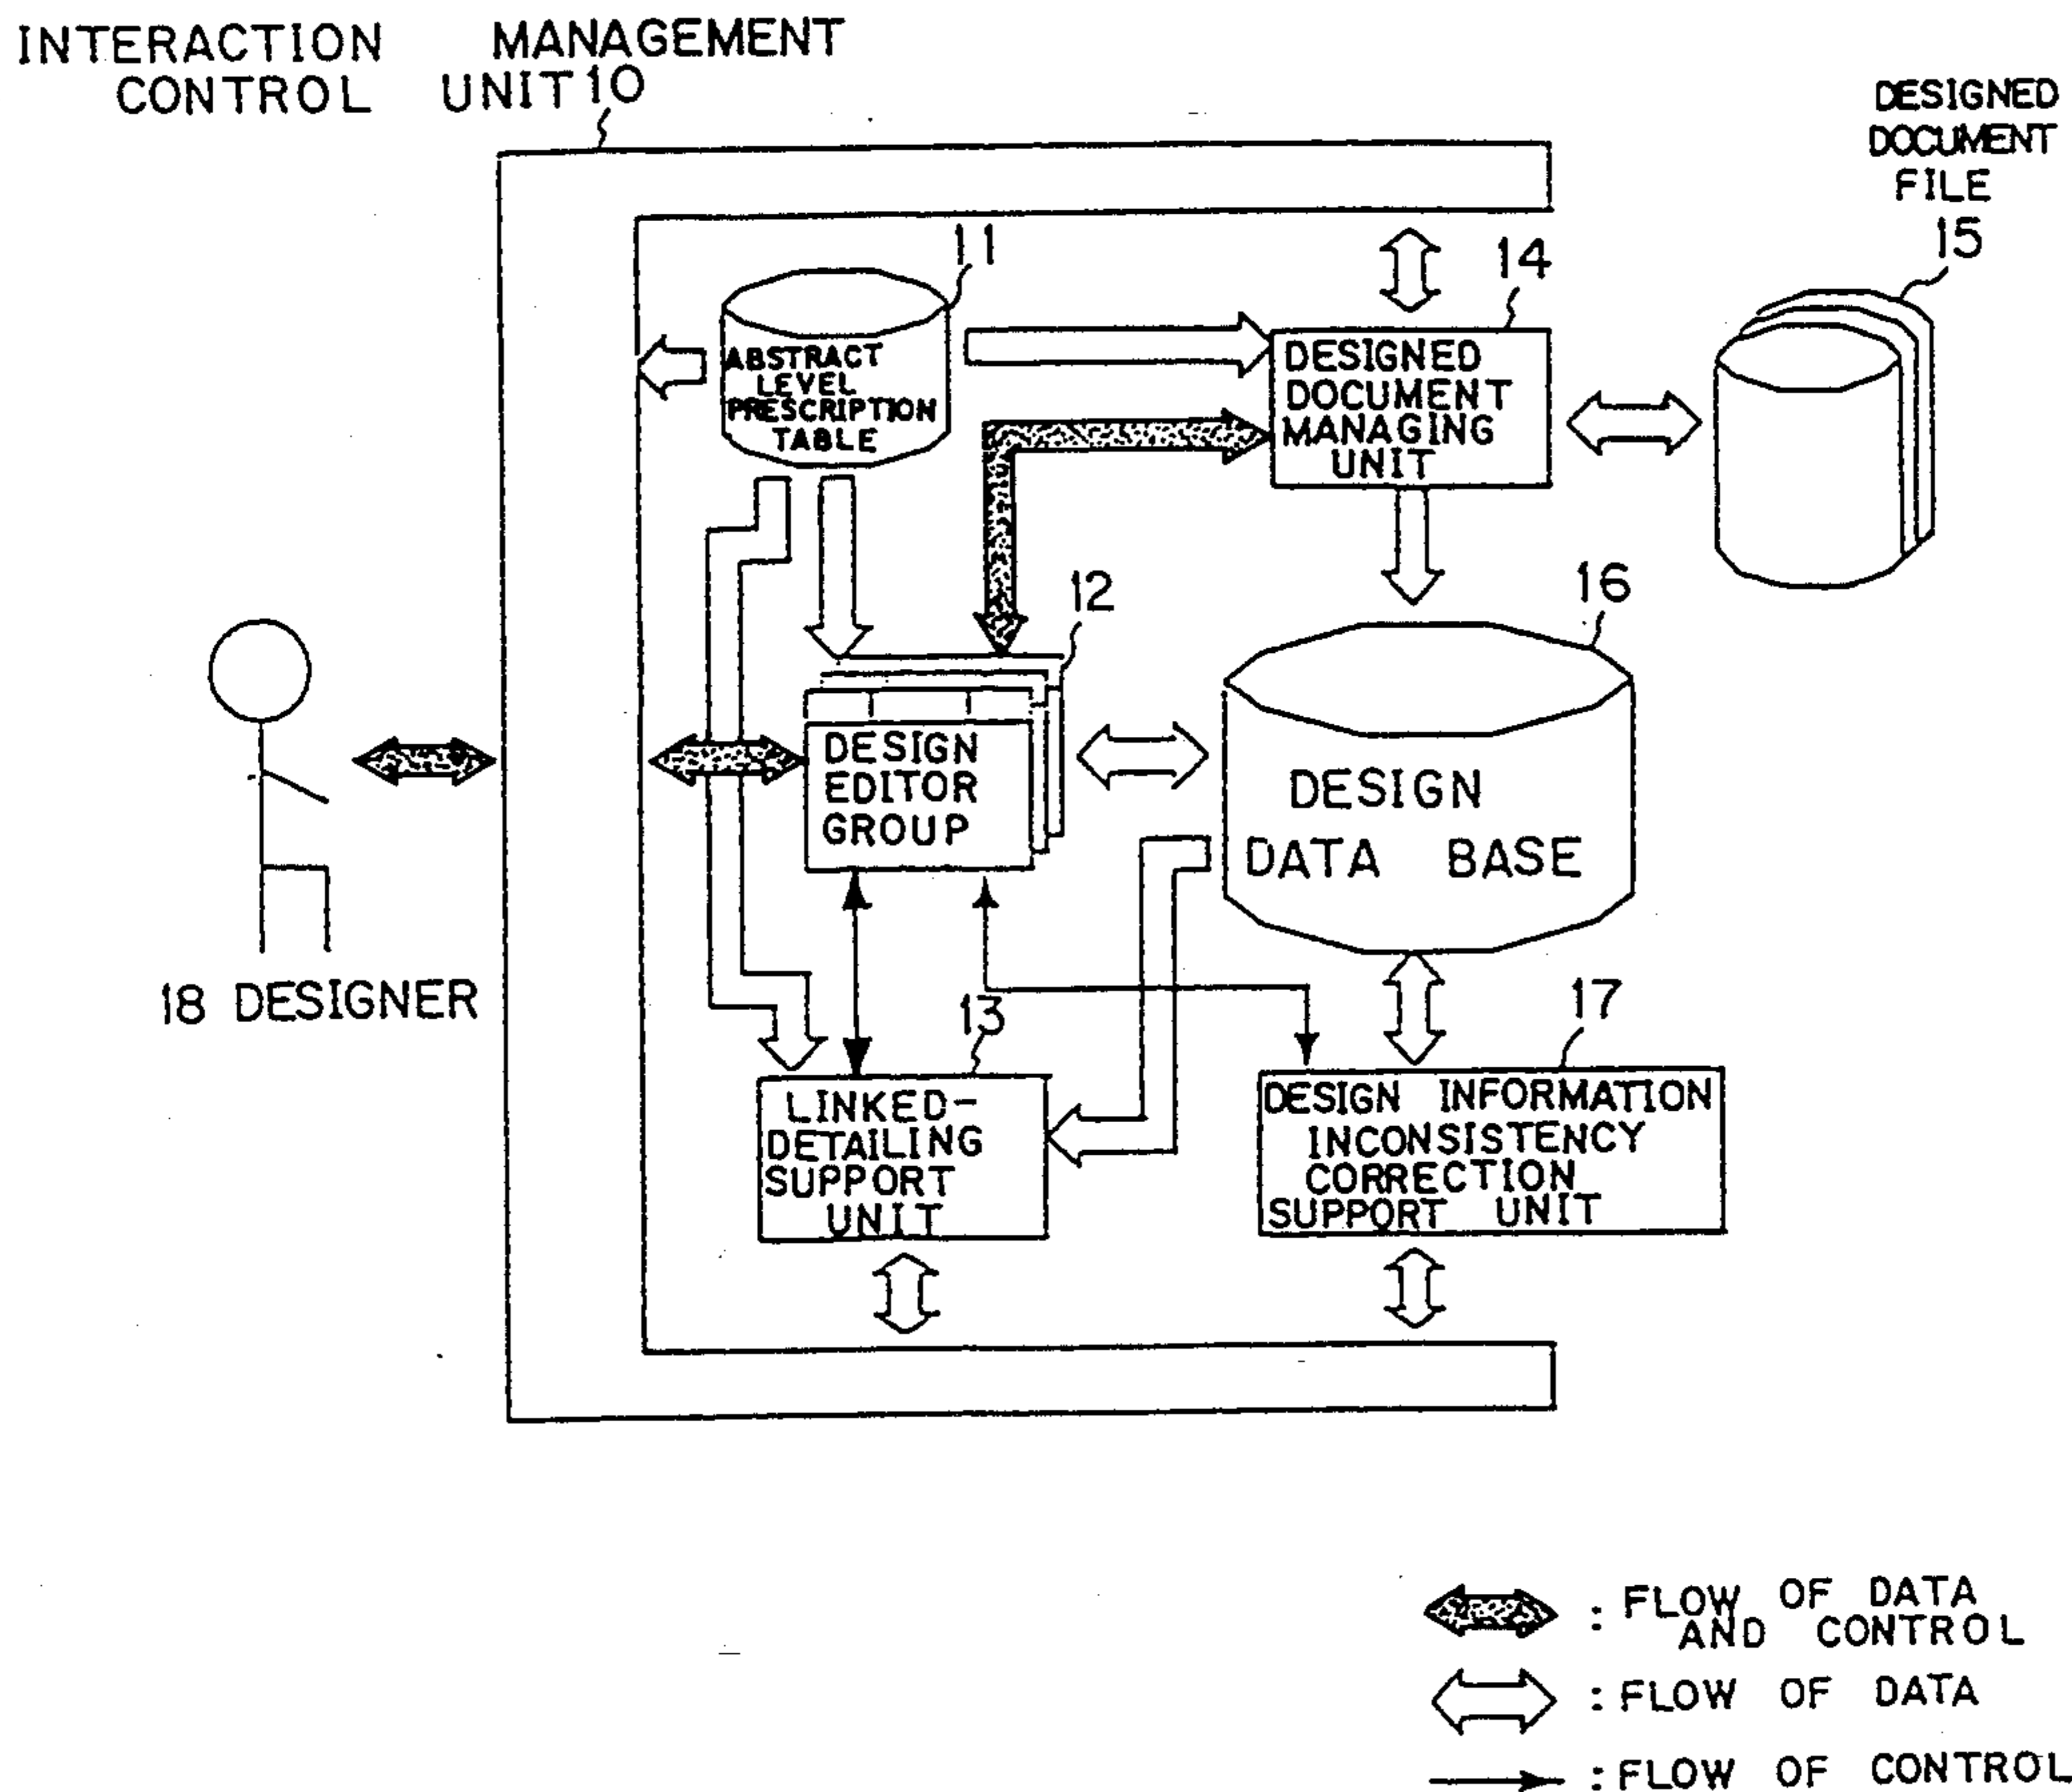 INTERACTION MANAGEMENT
CONTROL UNIT 10
DESIGNED
DOCUMENT
FILE
15
11
14
ABSTRACT
LEVEL
PRESCRIPTION
TABLE
DESIGNED
DOCUMENT
MANAGING
UNIT
12
16
DESIGN
EDITOR
GROUP
DESIGN
DATA BASE
18 DESIGNER
13
17
LINKED-
DETAILING
SUPPORT
UNIT
DESIGN INFORMATION
INCONSISTENCY
CORRECTION
SUPPORT UNIT
: FLOW OF DATA
AND CONTROL
: FLOW OF DATA
: FLOW OF CONTROL